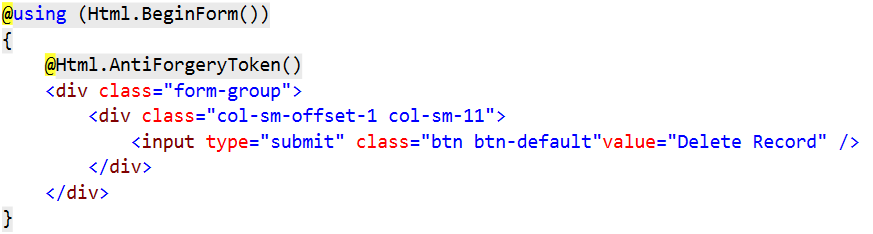 @using (Html.BeginForm())
{
    @Html.AntiForgeryToken()
    <div class="form-group">
        <div class="col-sm-offset-1 col-sm-11">
            <input type="submit" class="btn btn-default"value="Delete Record" />
        </div>
    </div>
}